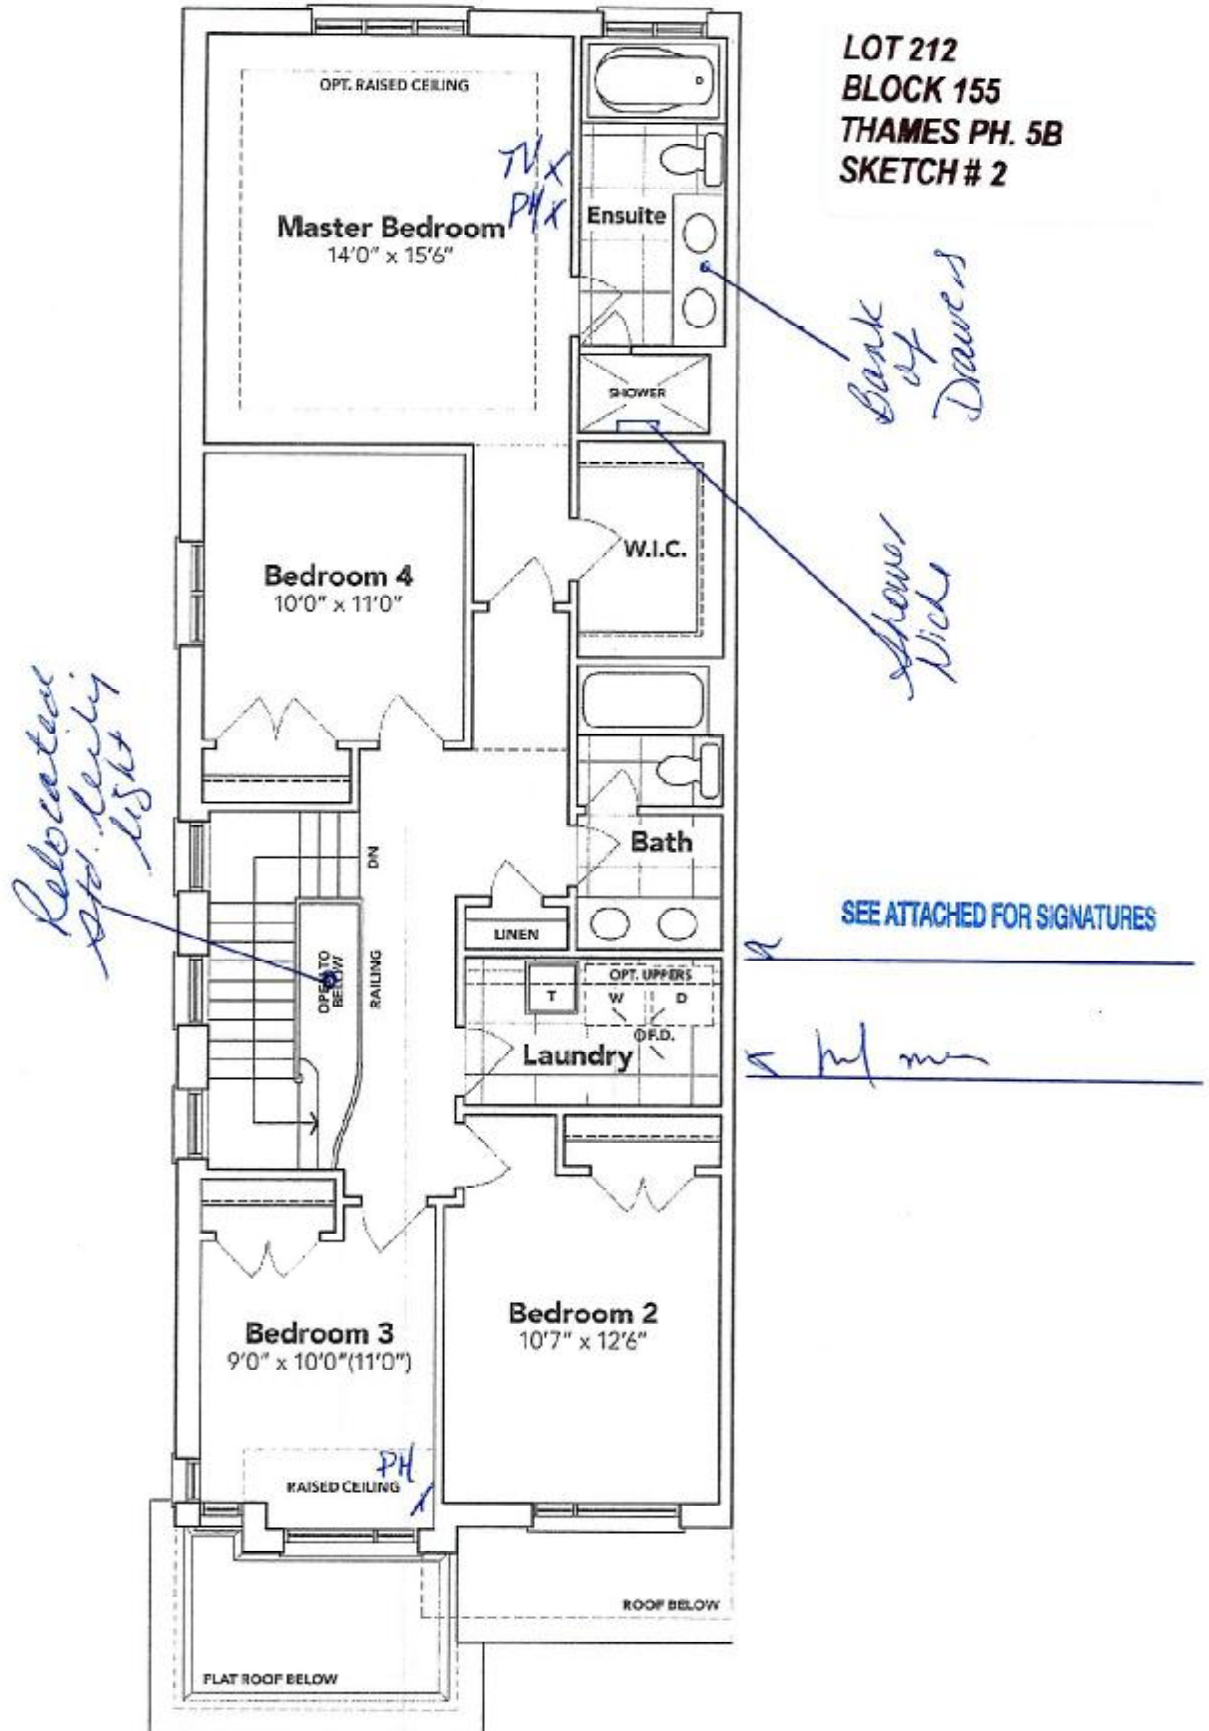 LOT 212
BLOCK 155
THAMES PH. 5B
SKETCH # 2
OPT. RAISED CEILING
TV x
PH x
Master Bedroom
14'0" x 15'6"
Ensuite
Bank
of
Drawers
SHOWER
Shower
Niche
W.I.C.
Bedroom 4
10'0" x 11'0"
Relocated
std. ceiling
light
DN
Bath
LINEN
OPEN TO
BELOW
RAILING
SEE ATTACHED FOR SIGNATURES
OPT. UPPERS
T
W
D
F.D.
Laundry
Bedroom 2
10'7" x 12'6"
Bedroom 3
9'0" x 10'0"(11'0")
PH
x
RAISED CEILING
ROOF BELOW
FLAT ROOF BELOW